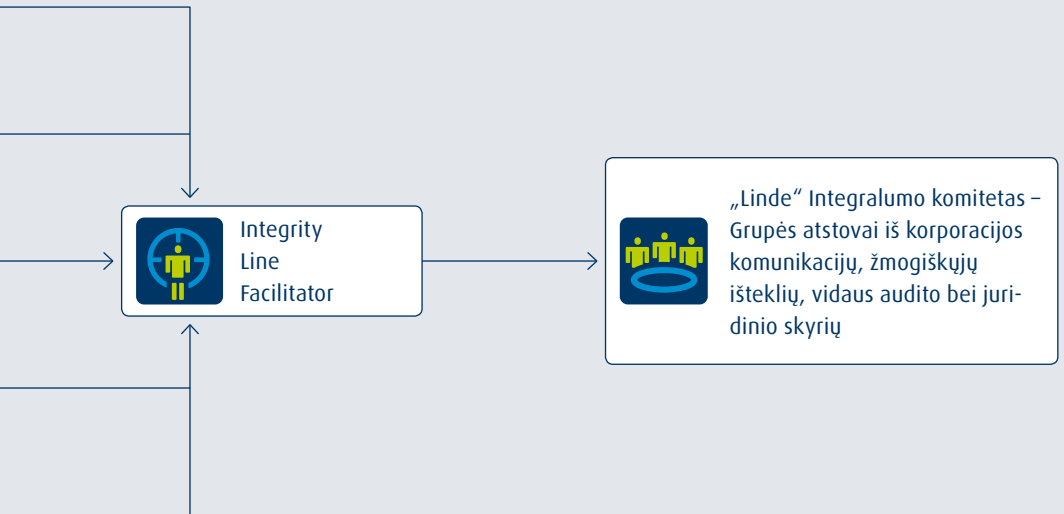 Integrity
Line
Facilitator
„Linde“ Integralumo komitetas –
Grupės atstovai iš korporacijos
komunikacijų, žmogiškųjų
išteklių, vidaus audito bei juri-
dinio skyrių